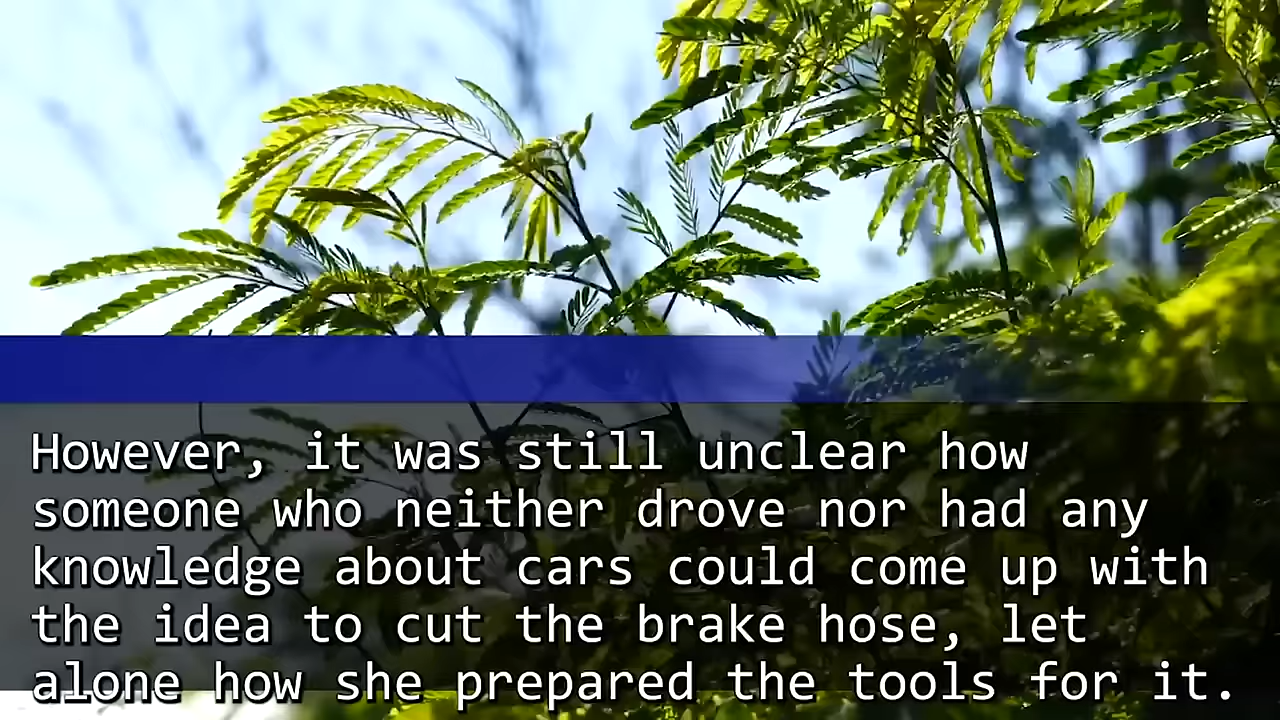 However, it was still unclear how
someone who neither drove nor had any
knowledge about cars could come up with
the idea to cut the brake hose, let
alone how she prepared the tools for it.